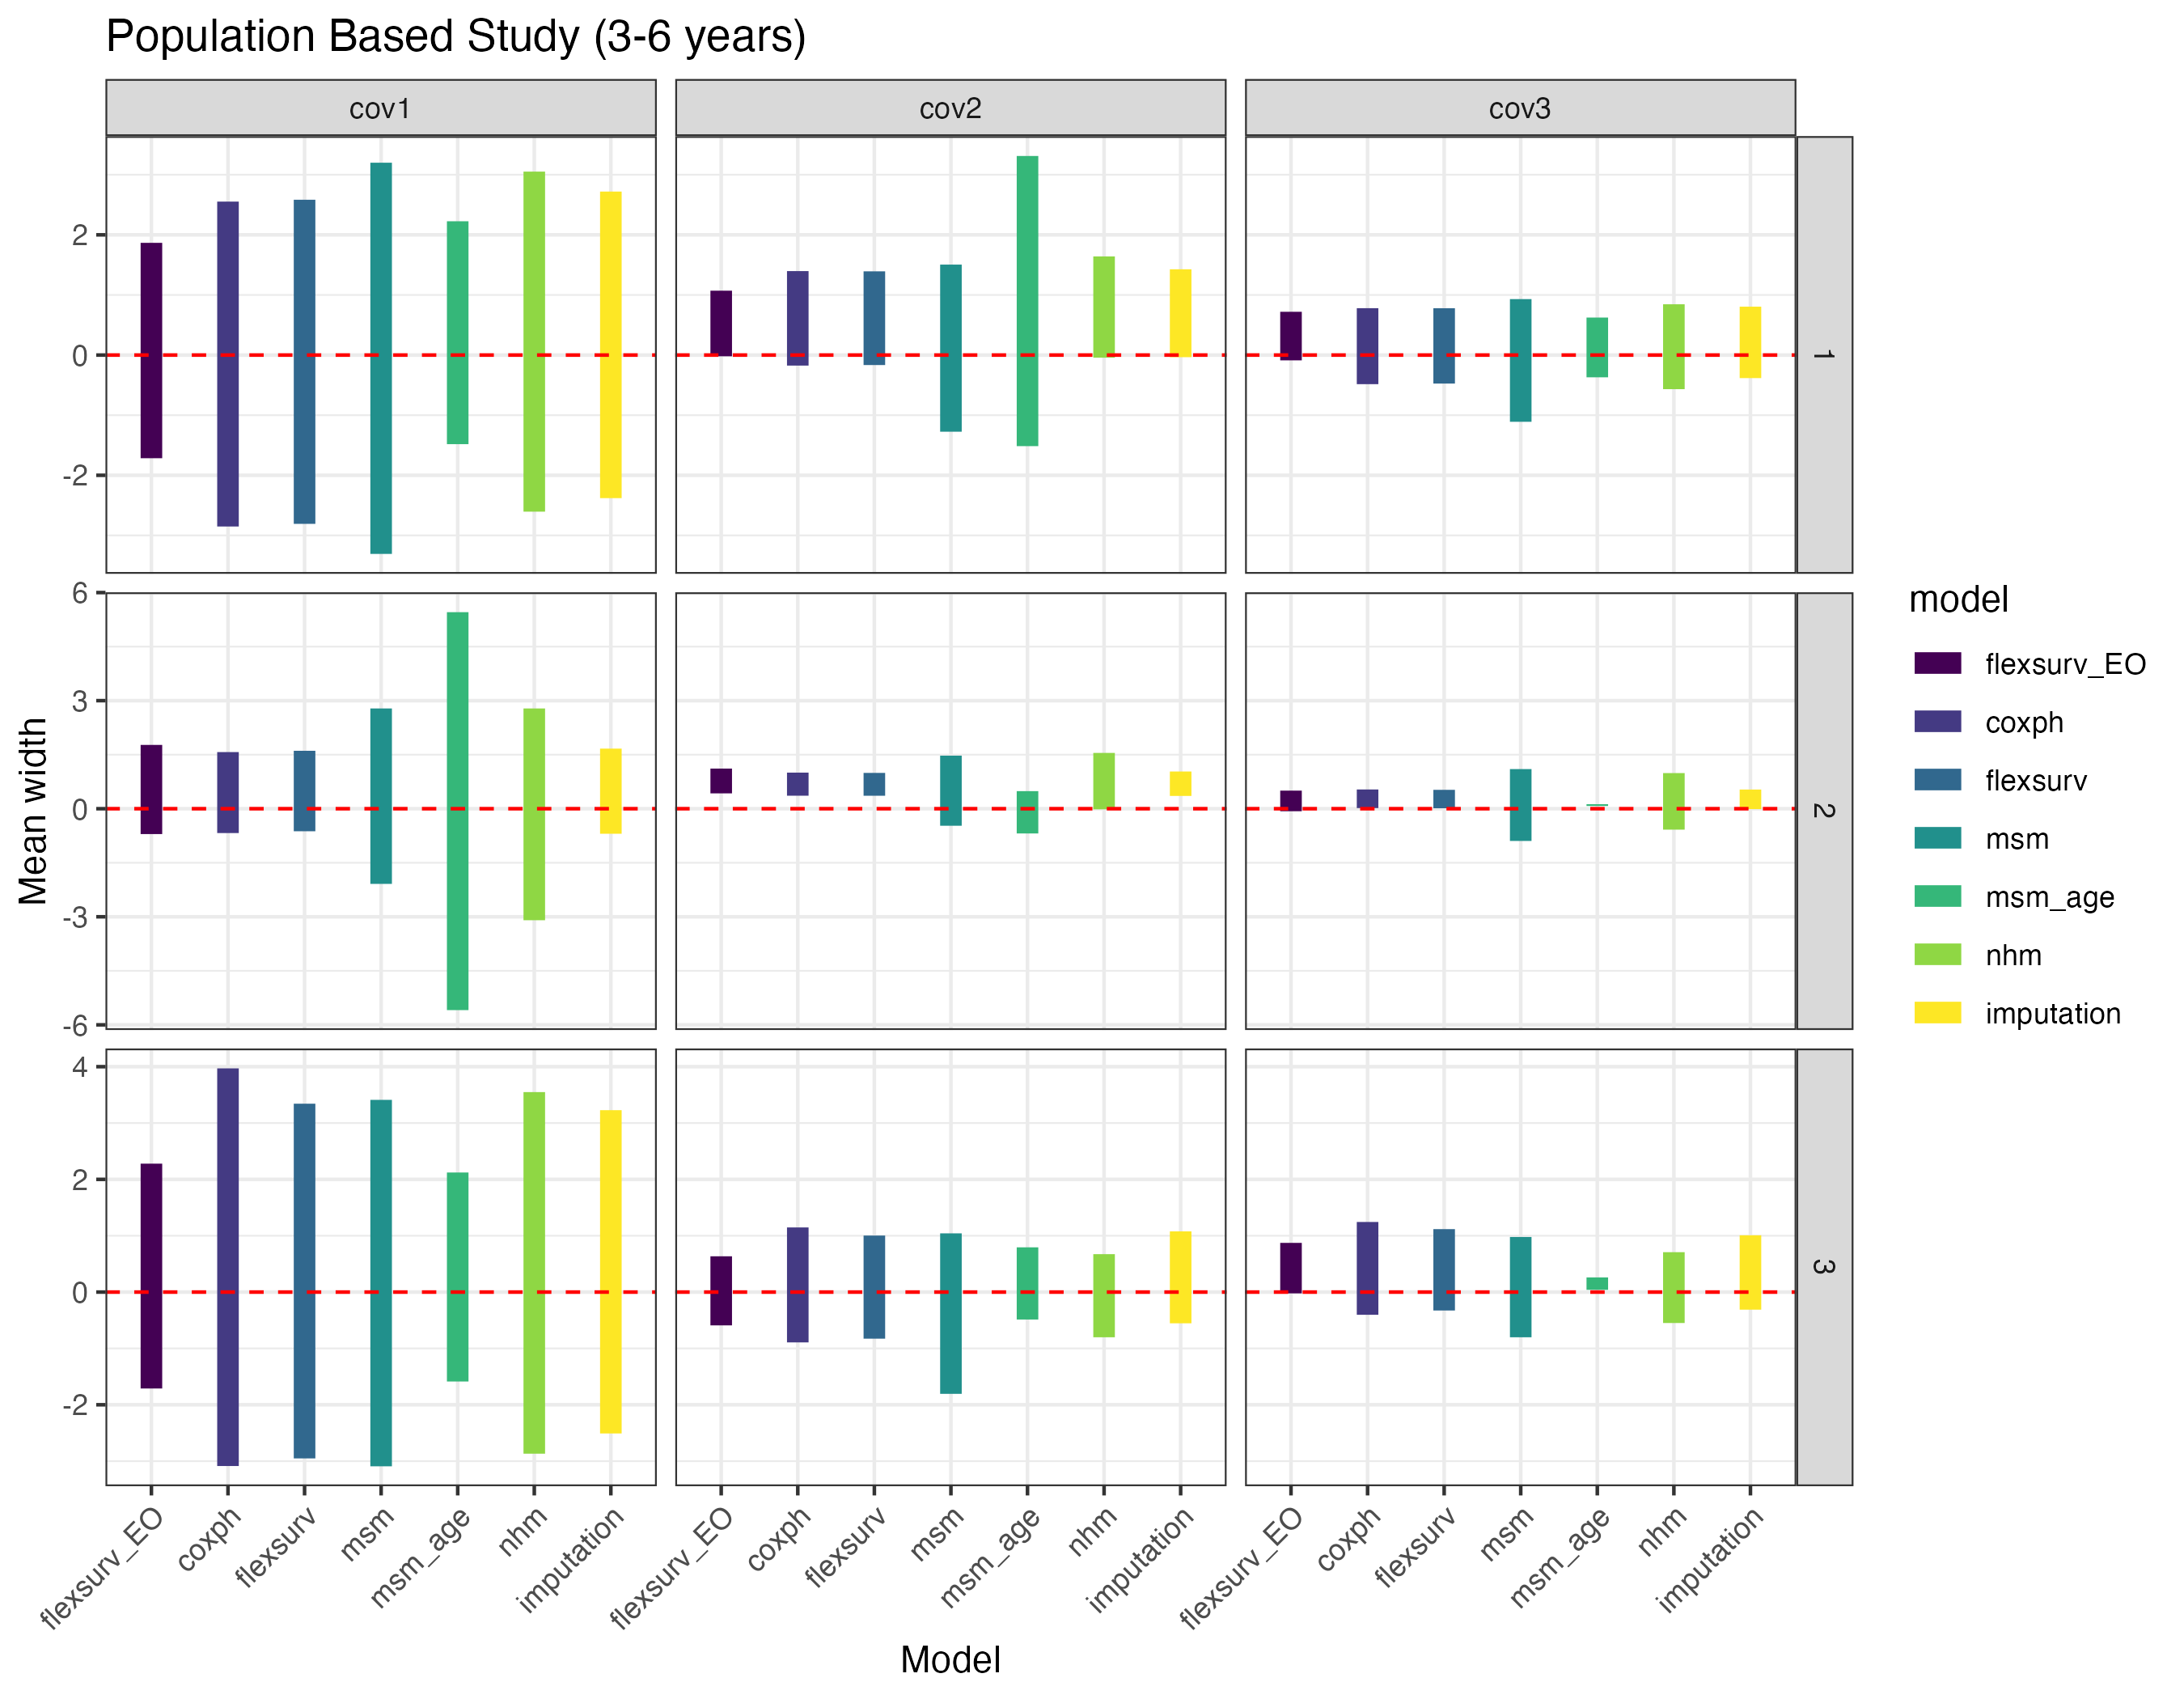 Population Based Study (3-6 years)
cov1
cov2
cov3
2
0
-2
1
6
3
0
-3
-6
2
4
2
0
-2
3
Mean width
flexsurv_EO
coxph
flexsurv
msm
msm_age
nhm
imputation
flexsurv_EO
coxph
flexsurv
msm
msm_age
nhm
imputation
flexsurv_EO
coxph
flexsurv
msm
msm_age
nhm
imputation
Model
model
flexsurv_EO
coxph
flexsurv
msm
msm_age
nhm
imputation